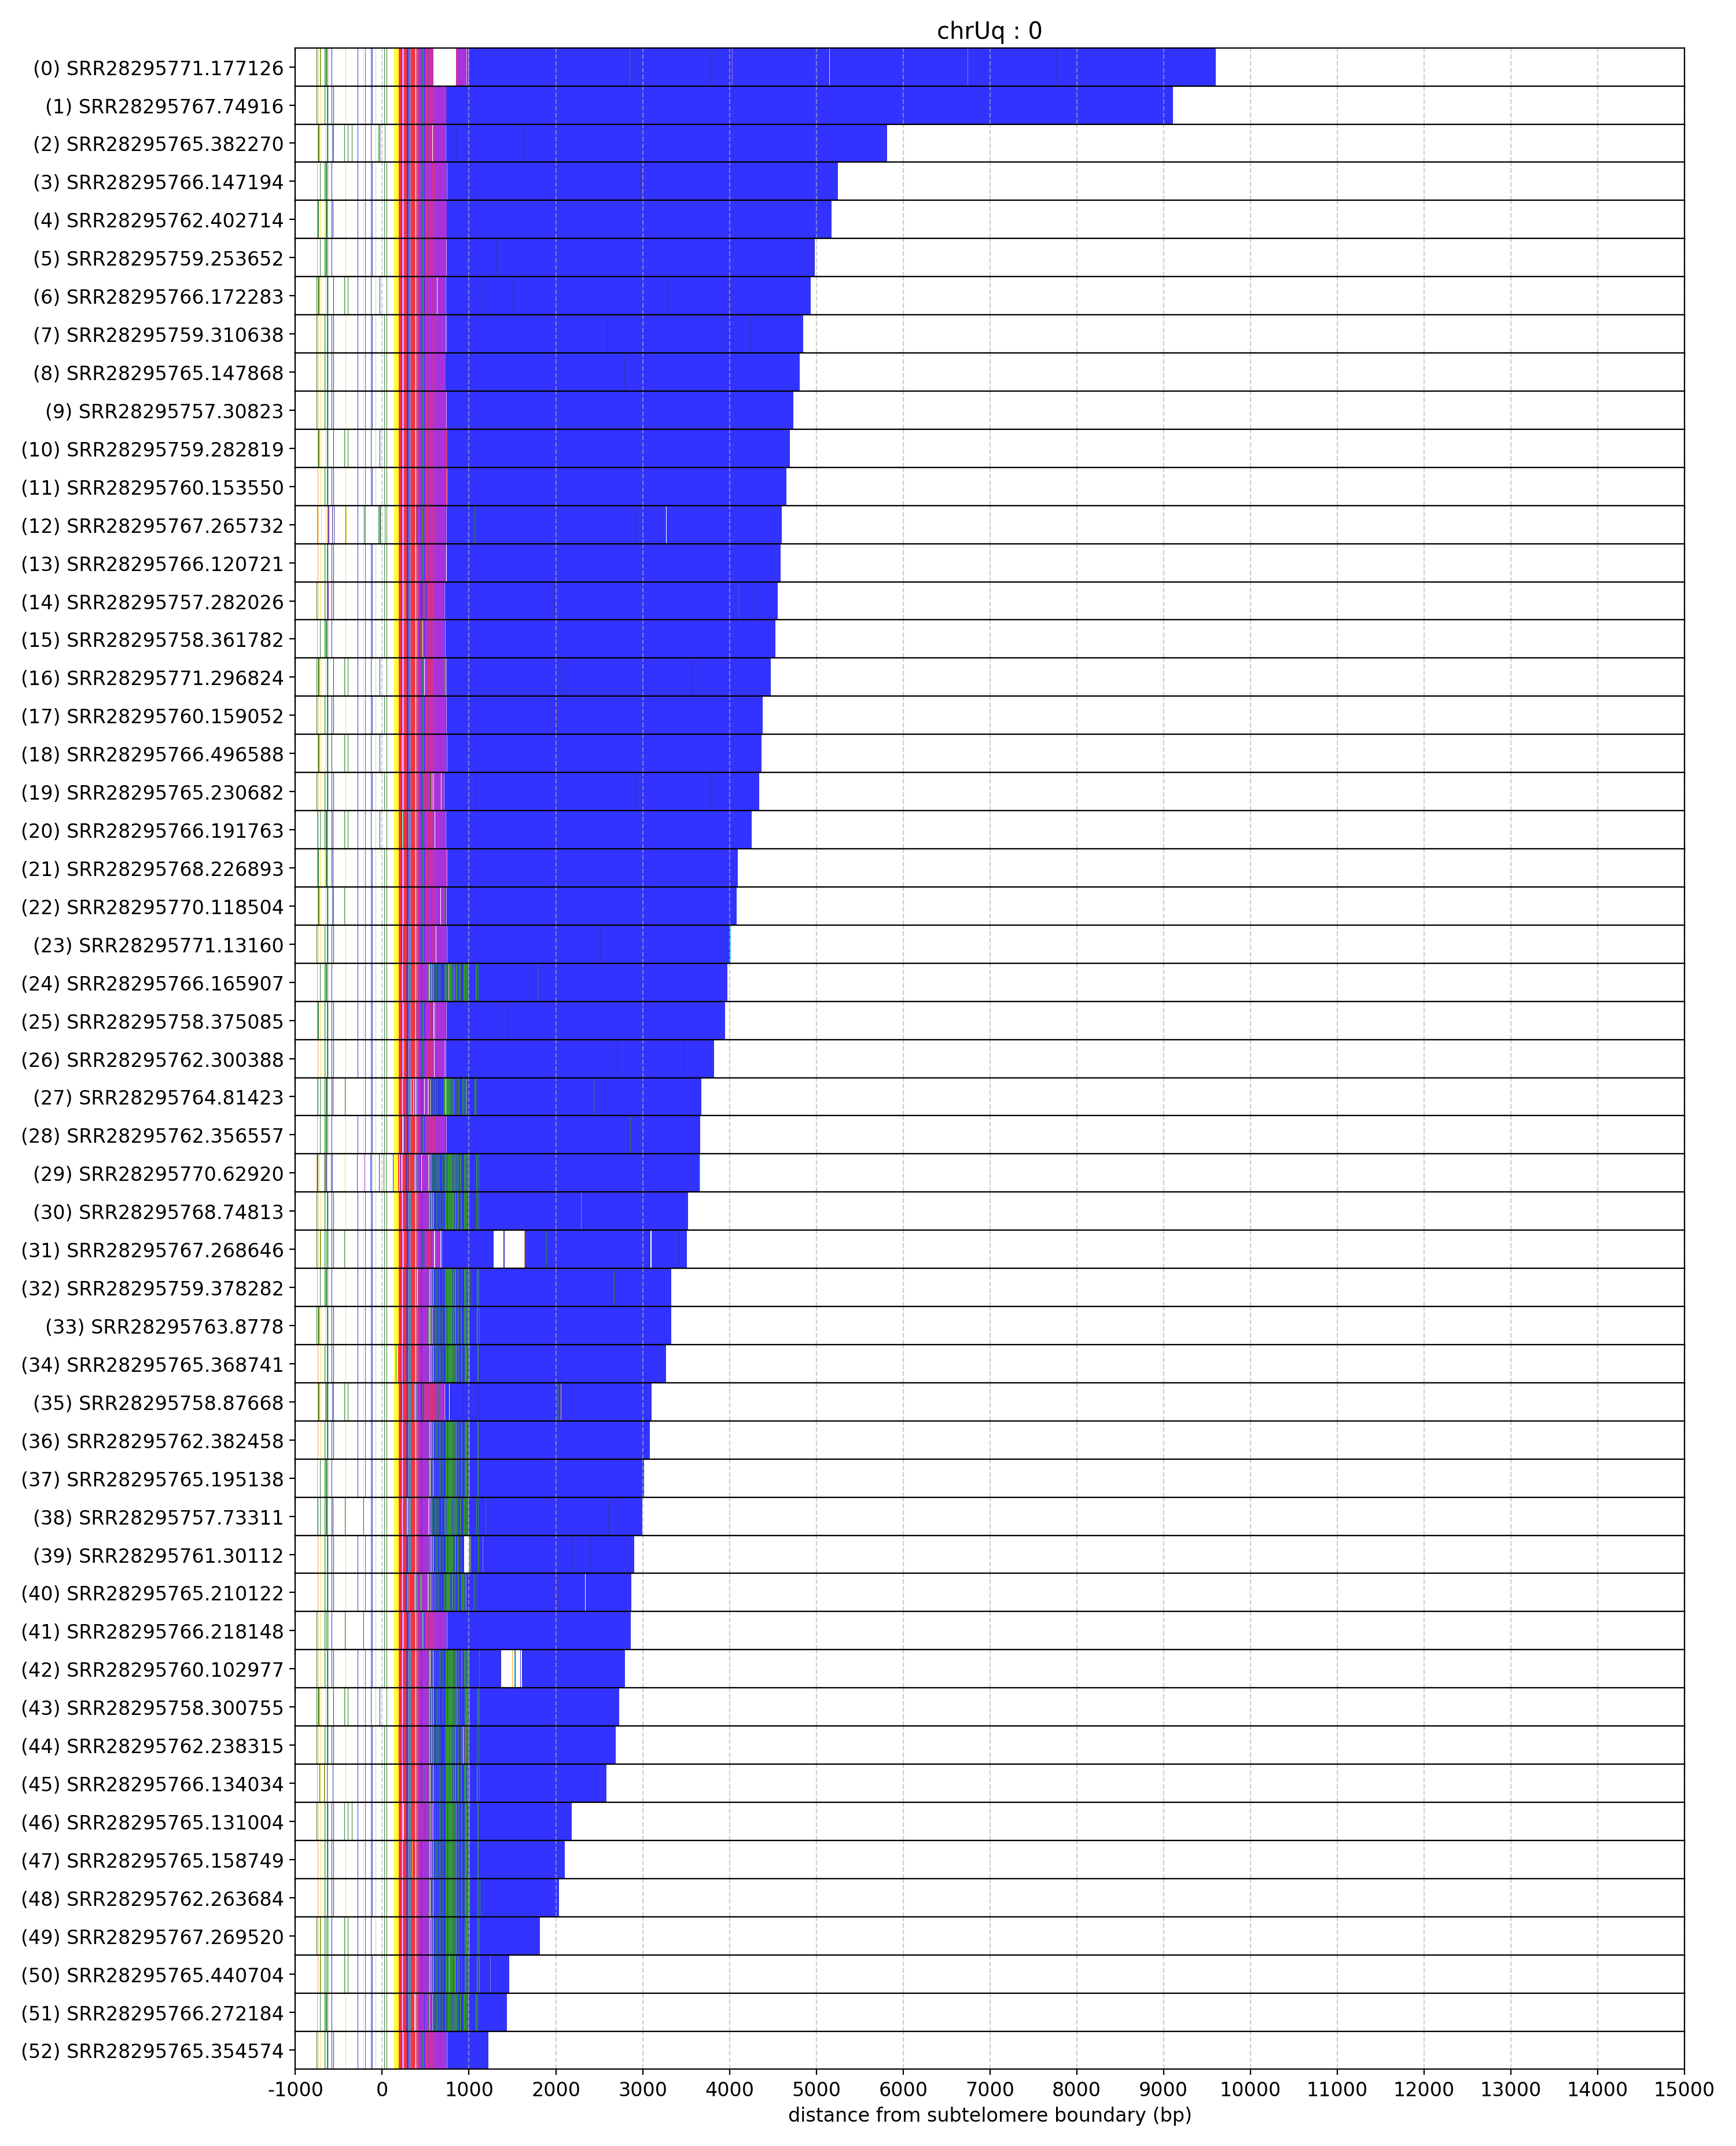 chrUq : 0
(0) SRR28295771.177126
(1) SRR28295767.74916
(2) SRR28295765.382270
(3) SRR28295766.147194
(4) SRR28295762.402714
(5) SRR28295759.253652
(6) SRR28295766.172283
(7) SRR28295759.310638
(8) SRR28295765.147868
(9) SRR28295757.30823
(10) SRR28295759.282819
(11) SRR28295760.153550
(12) SRR28295767.265732
(13) SRR28295766.120721
(14) SRR28295757.282026
(15) SRR28295758.361782
(16) SRR28295771.296824
(17) SRR28295760.159052
(18) SRR28295766.496588
(19) SRR28295765.230682
(20) SRR28295766.191763
(21) SRR28295768.226893
(22) SRR28295770.118504
(23) SRR28295771.13160
(24) SRR28295766.165907
(25) SRR28295758.375085
(26) SRR28295762.300388
(27) SRR28295764.81423
(28) SRR28295762.356557
(29) SRR28295770.62920
(30) SRR28295768.74813
(31) SRR28295767.268646
(32) SRR28295759.378282
(33) SRR28295763.8778
(34) SRR28295765.368741
(35) SRR28295758.87668
(36) SRR28295762.382458
(37) SRR28295765.195138
(38) SRR28295757.73311
(39) SRR28295761.30112
(40) SRR28295765.210122
(41) SRR28295766.218148
(42) SRR28295760.102977
(43) SRR28295758.300755
(44) SRR28295762.238315
(45) SRR28295766.134034
(46) SRR28295765.131004
(47) SRR28295765.158749
(48) SRR28295762.263684
(49) SRR28295767.269520
(50) SRR28295765.440704
(51) SRR28295766.272184
(52) SRR28295765.354574
-1000 0 1000 2000 3000 4000 5000 6000 7000 8000 9000 10000 11000 12000 13000 14000 15000
distance from subtelomere boundary (bp)